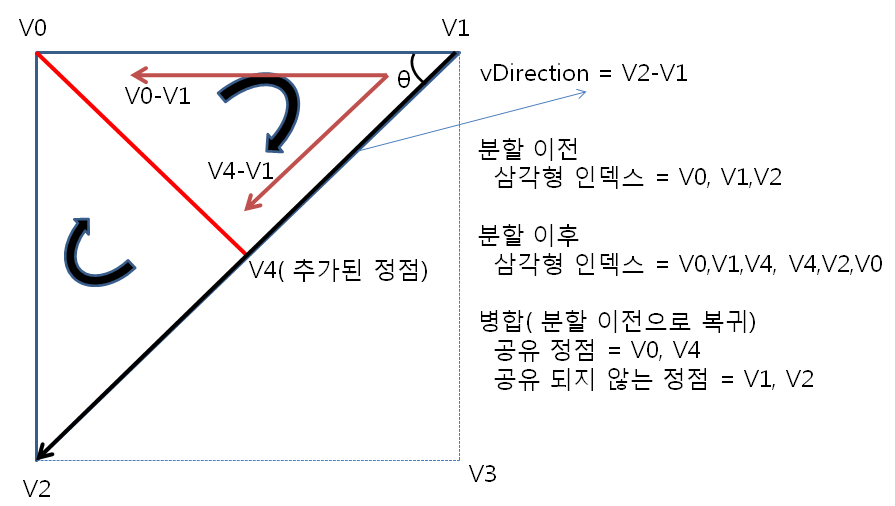 V0
V1
θ
vDirection = V2-V1
V0-V1
V4-V1
분할 이전
삼각형 인덱스 = V0, V1,V2
분할 이후
삼각형 인덱스 = V0,V1,V4, V4,V2,V0
V4( 추가된 정점)
병합( 분할 이전으로 복귀)
공유 정점 = V0, V4
공유 되지 않는 정점 = V1, V2
V2
V3